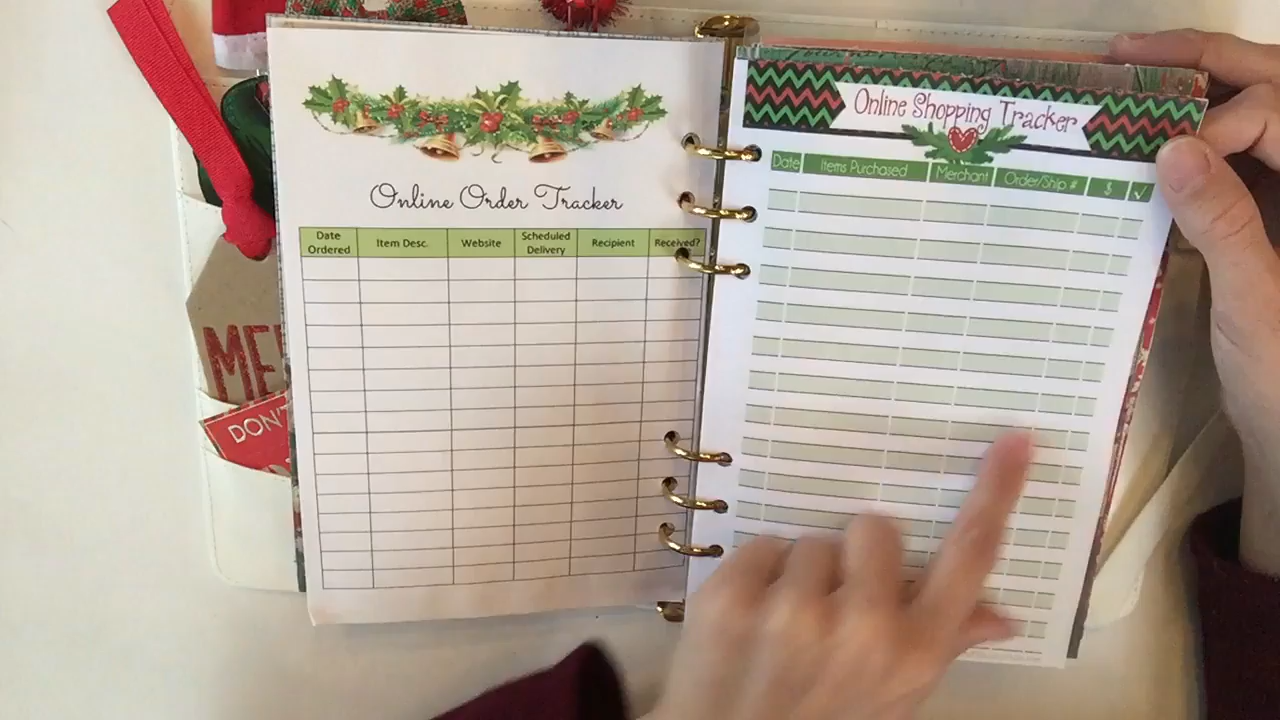 Online Order Tracker
Date Ordered Item Desc. Website Scheduled Delivery Recipient Received?
ME
DON'T
Online Shopping Tracker
Date Items Purchased Merchant Order/Ship # $ √